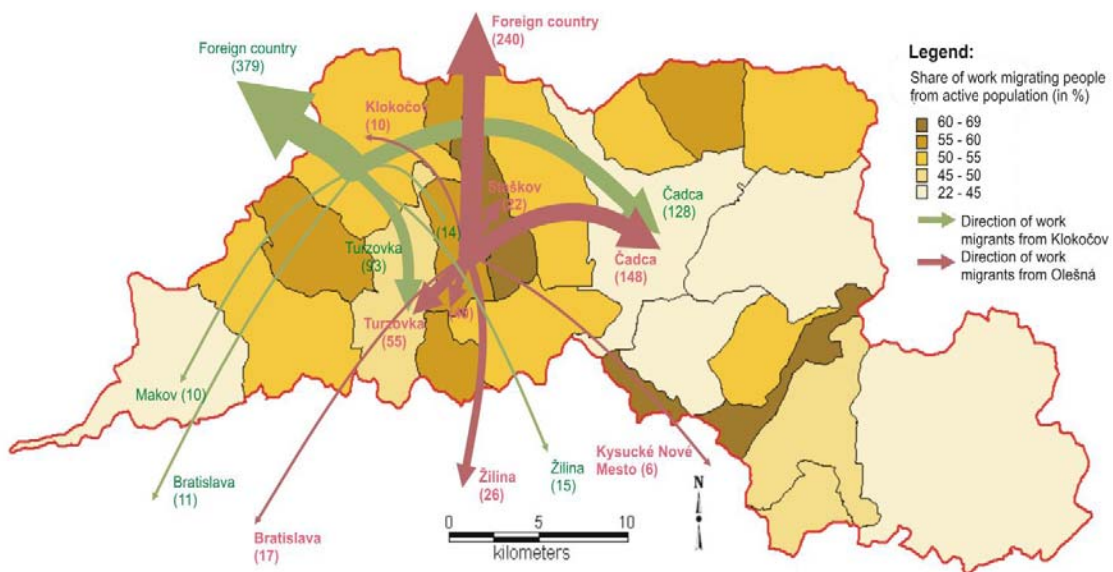 Foreign country
(240)
Foreign country
(379)
Klokočov
(10)
Staškov
(22)
Čadca
(128)
(14)
Turzovka
(93)
Čadca
(148)
Turzovka
(55)
Makov (10)
Bratislava
(11)
Bratislava
(17)
Žilina
(26)
Žilina
(15)
Kysucké Nové
Mesto (6)
N
0 5 10
kilometers
Legend:
Share of work migrating people
from active population (in %)
60 - 69
55 - 60
50 - 55
45 - 50
22 - 45
Direction of work
migrants from Klokočov
Direction of work
migrants from Olešná